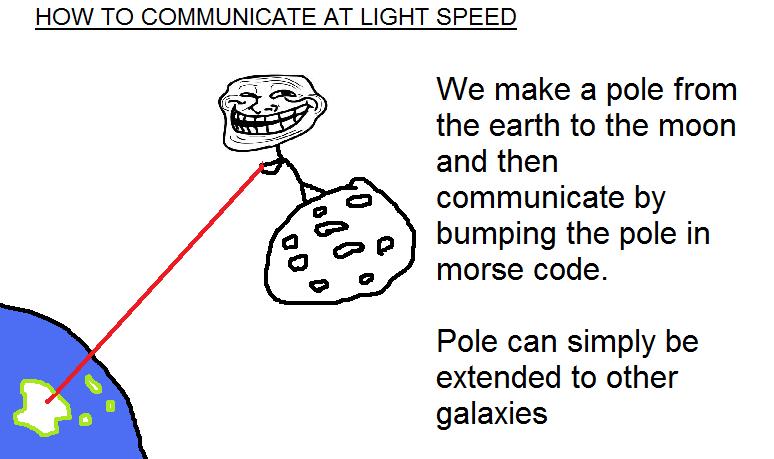 HOW TO COMMUNICATE AT LIGHT SPEED
We make a pole from
the earth to the moon
and then
communicate by
bumping the pole in
morse code.
Pole can simply be
extended to other
galaxies